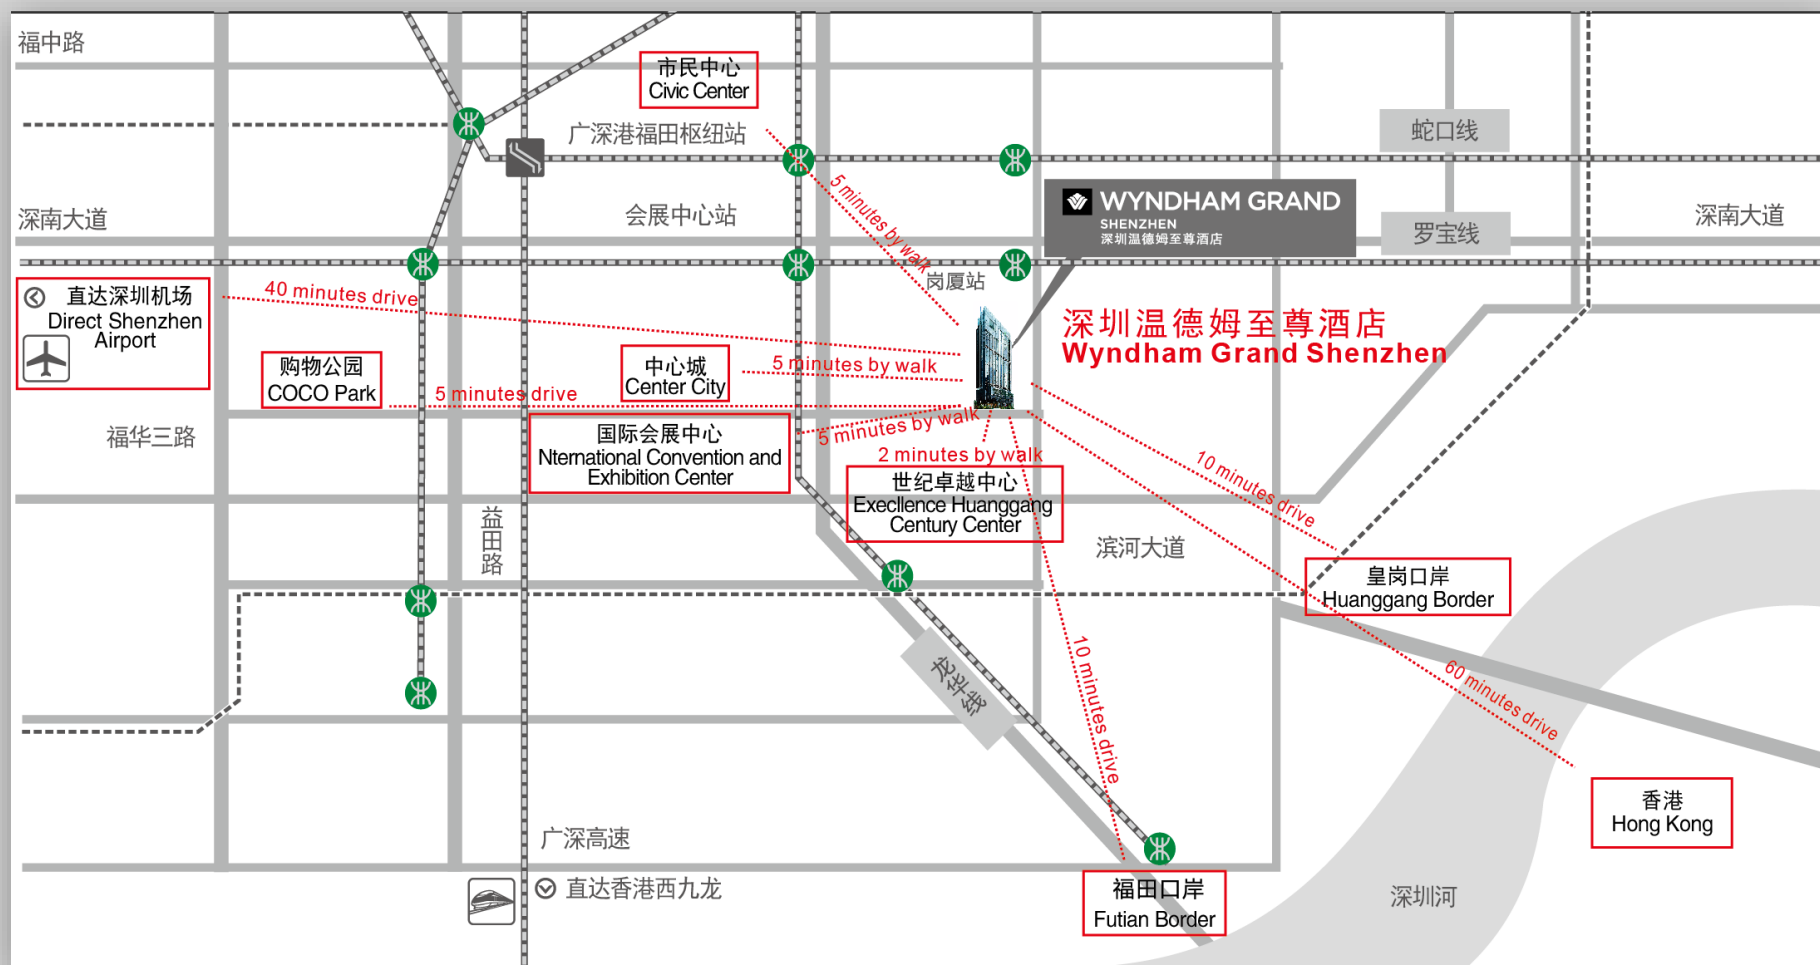 福中路
市民中心
Civic Center
广深港福田枢纽站
蛇口线
5 minutes by walk
WYNDHAM GRAND
SHENZHEN
深圳温德姆至尊酒店
深南大道
会展中心站
罗宝线
深南大道
岗厦站
直达深圳机场
Direct Shenzhen
Airport
40 minutes drive
深圳温德姆至尊酒店
Wyndham Grand Shenzhen
购物公园
COCO Park
中心城
Center City
5 minutes by walk
5 minutes drive
福华三路
国际会展中心
Nternational Convention and
Exhibition Center
5 minutes by walk
2 minutes by walk
世纪卓越中心
Execllence Huanggang
Century Center
10 minutes drive
益田路
滨河大道
皇岗口岸
Huanggang Border
龙华线
10 minutes drive
60 minutes drive
香港
Hong Kong
广深高速
直达香港西九龙
福田口岸
Futian Border
深圳河